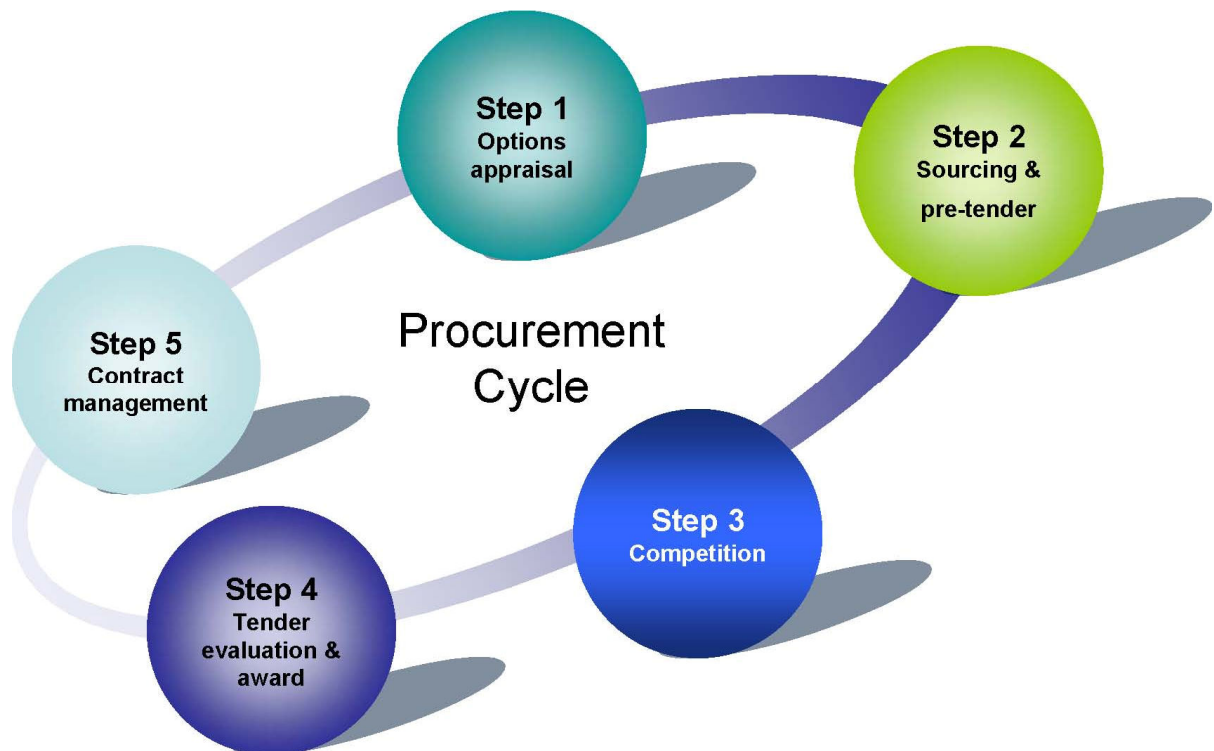 Step 1
Options
appraisal
Step 2
Sourcing &
pre-tender
Procurement
Cycle
Step 5
Contract
management
Step 3
Competition
Step 4
Tender
evaluation &
award